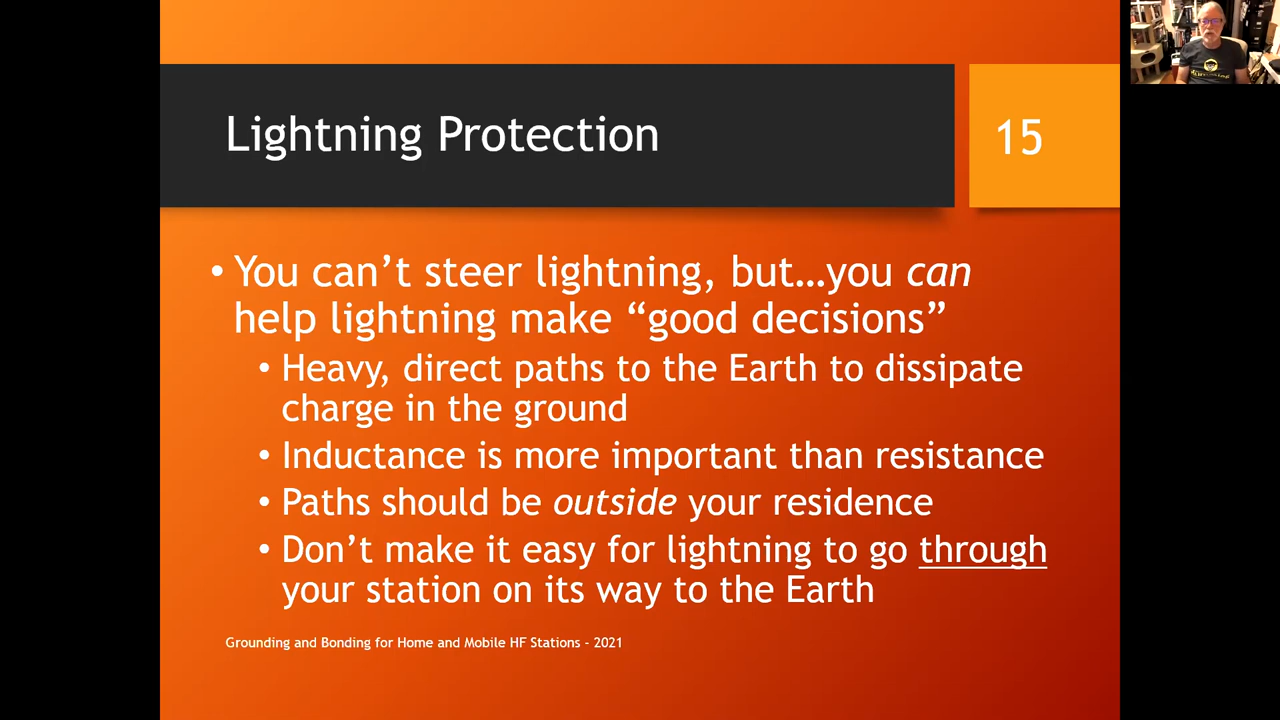 Lightning Protection
15
• You can’t steer lightning, but…you can
help lightning make “good decisions”
• Heavy, direct paths to the Earth to dissipate
charge in the ground
• Inductance is more important than resistance
• Paths should be outside your residence
• Don’t make it easy for lightning to go through
your station on its way to the Earth
Grounding and Bonding for Home and Mobile HF Stations - 2021